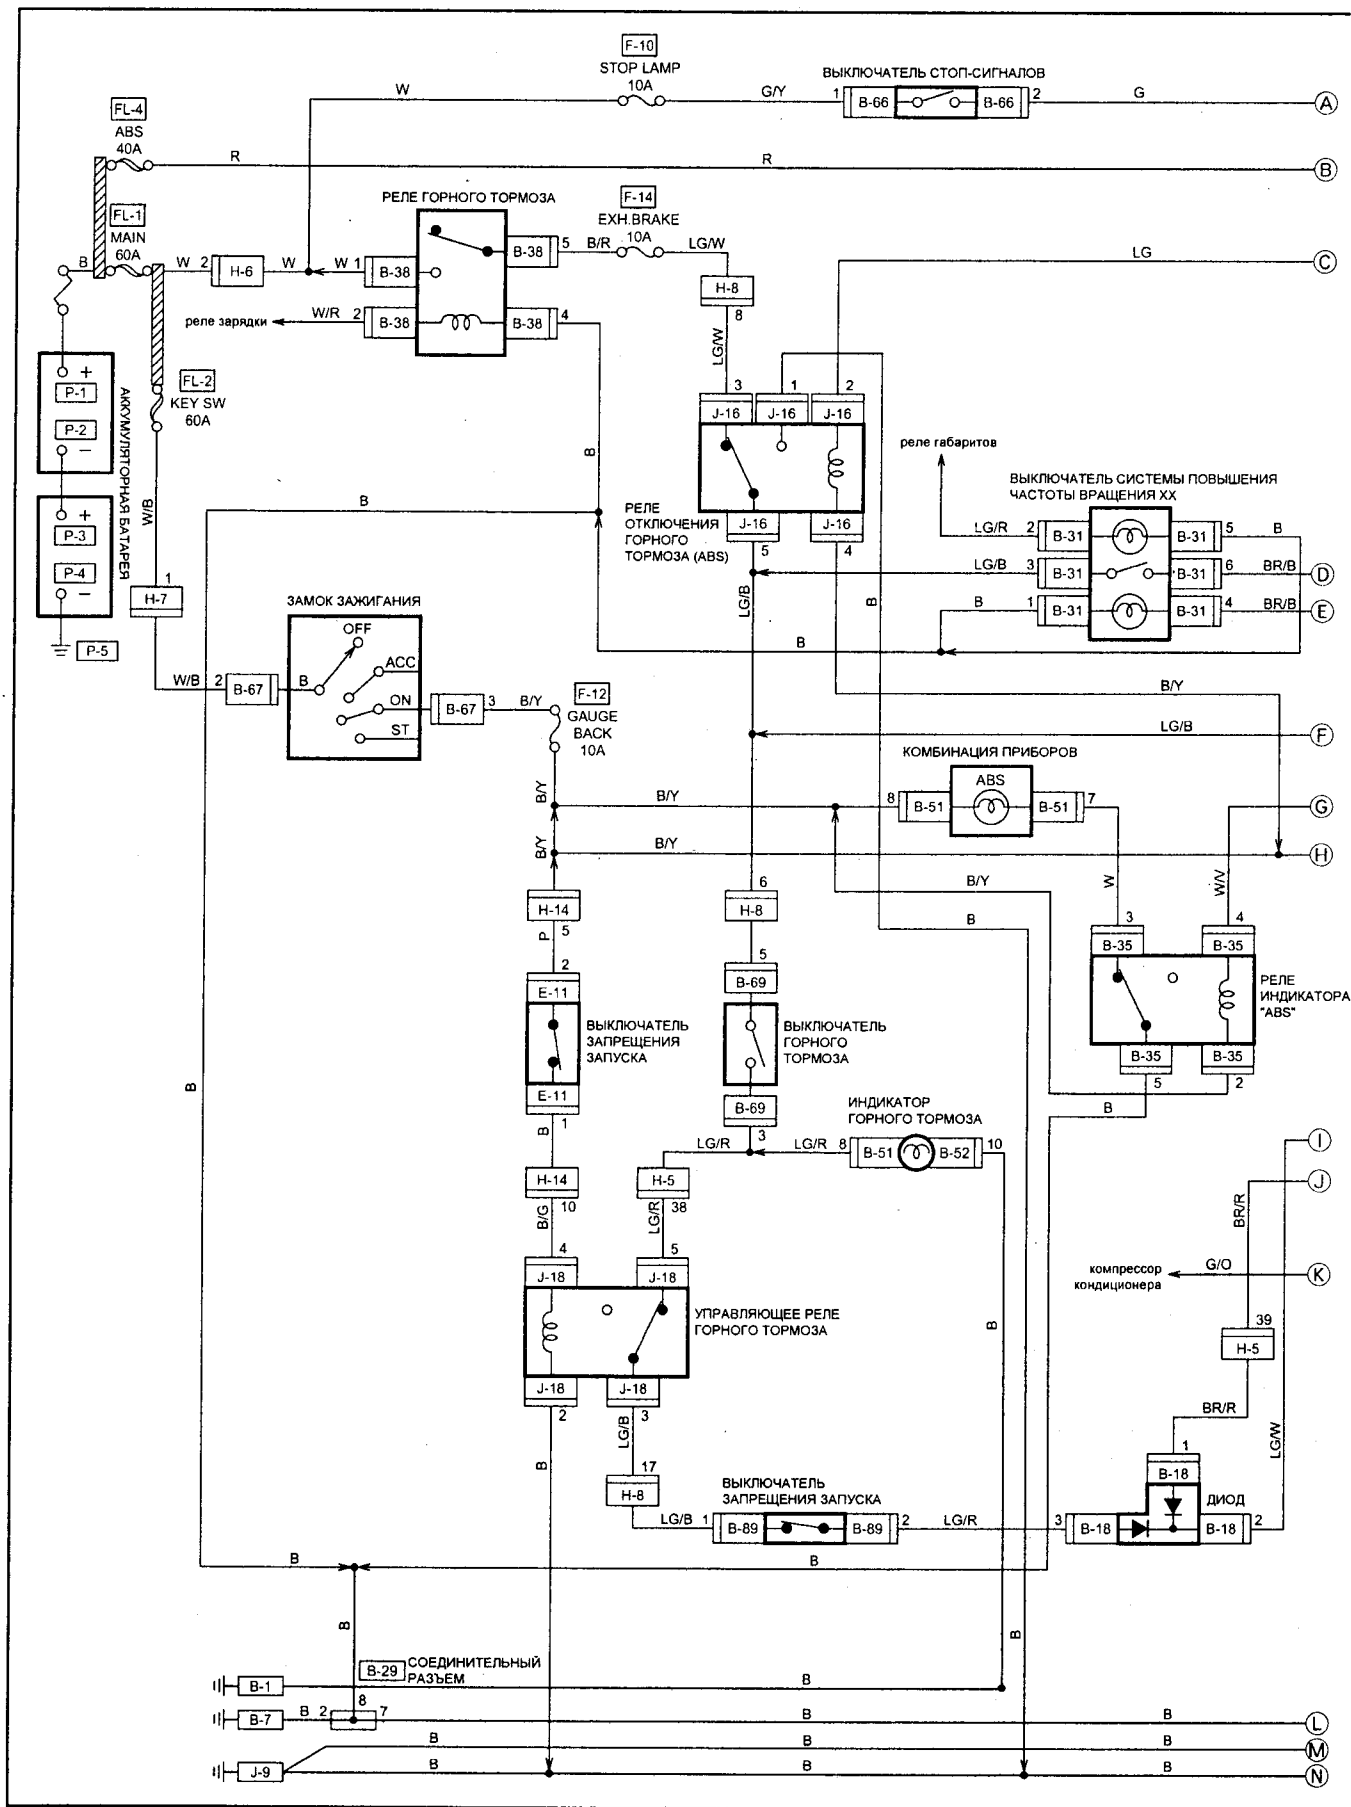 F-10
STOP LAMP
10A
ВЫКЛЮЧАТЕЛЬ СТОП-СИГНАЛОВ
W
G/Y
1
B-66
B-66
2
G
A
FL-4
ABS
40A
R
R
B
РЕЛЕ ГОРНОГО ТОРМОЗА
F-14
EXH.BRAKE
10A
FL-1
MAIN
60A
B
W
2
H-6
W
W
1
B-38
B-38
5
B/R
LG/W
LG
C
H-8
8
реле зарядки
W/R
2
B-38
B-38
4
LG/W
+
P-1
P-2
−
АККУМУЛЯТОРНАЯ БАТАРЕЯ
FL-2
KEY SW
60A
3
1
2
J-16
J-16
J-16
реле габаритов
B
ВЫКЛЮЧАТЕЛЬ СИСТЕМЫ ПОВЫШЕНИЯ
ЧАСТОТЫ ВРАЩЕНИЯ XX
W/B
B
РЕЛЕ
ОТКЛЮЧЕНИЯ
ГОРНОГО
ТОРМОЗА (ABS)
J-16
J-16
5
4
+
P-3
P-4
−
P-5
LG/R
2
B-31
B-31
5
B
LG/B
3
B-31
B-31
6
BR/B
D
B
1
B-31
B-31
4
BR/B
E
1
H-7
LG/B
B
ЗАМОК ЗАЖИГАНИЯ
OFF
ACC
ON
ST
B
W/B
2
B-67
B
B-67
3
B/Y
F-12
GAUGE
BACK
10A
B/Y
LG/B
F
КОМБИНАЦИЯ ПРИБОРОВ
ABS
B/Y
B/Y
8
B-51
B-51
7
G
B/Y
B/Y
H
B/Y
W
W/V
6
H-14
5
H-8
B
3
4
B-35
B-35
P
2
E-11
5
B-69
РЕЛЕ
ИНДИКАТОРА
"ABS"
ВЫКЛЮЧАТЕЛЬ
ЗАПРЕЩЕНИЯ
ЗАПУСКА
ВЫКЛЮЧАТЕЛЬ
ГОРНОГО
ТОРМОЗА
B-35
B-35
5
2
B
E-11
1
B-69
3
ИНДИКАТОР
ГОРНОГО ТОРМОЗА
B
B
LG/R
LG/R
8
B-51
B-52
10
I
H-14
10
H-5
38
J
B/G
LG/R
BR/R
4
5
J-18
J-18
компрессор
кондиционера
G/O
K
УПРАВЛЯЮЩЕЕ РЕЛЕ
ГОРНОГО ТОРМОЗА
B
39
H-5
J-18
J-18
2
3
BR/R
LG/B
LG/W
B
17
H-8
ВЫКЛЮЧАТЕЛЬ
ЗАПРЕЩЕНИЯ ЗАПУСКА
1
B-18
ДИОД
LG/B
1
B-89
B-89
2
LG/R
3
B-18
B-18
2
B
B
B
B
B-29
СОЕДИНИТЕЛЬНЫЙ
РАЗЪЕМ
B-1
B
B-7
B
2
8
7
B
B
L
B
B
M
J-9
B
B
B
N